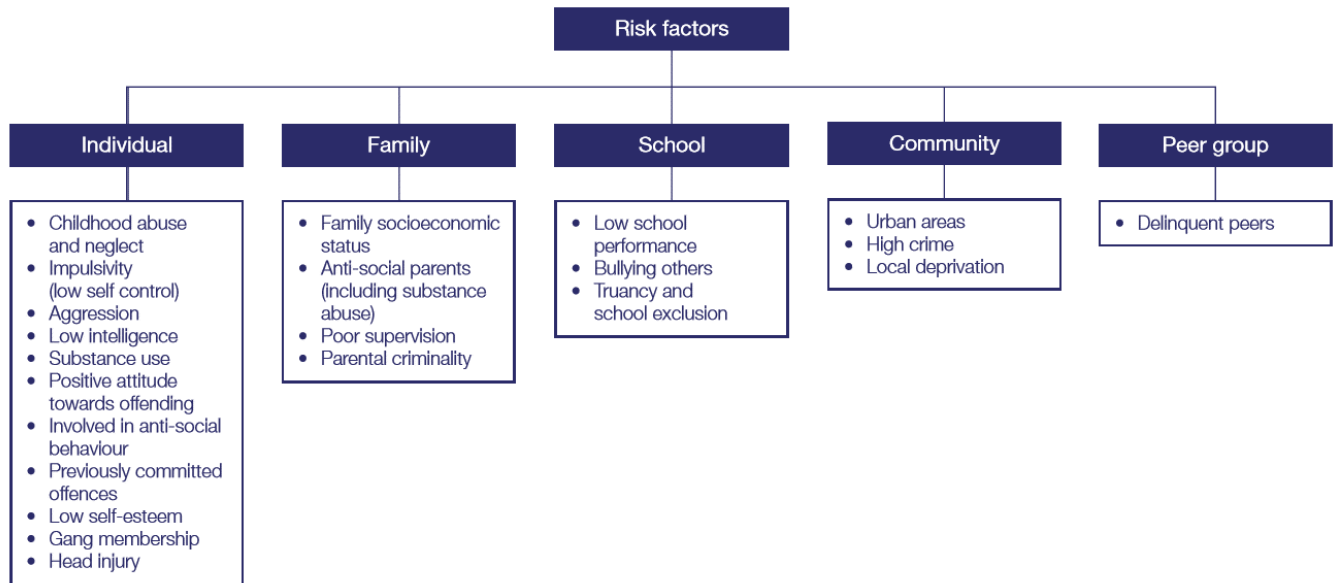 Risk factors
Individual
Family
School
Community
Peer group
• Childhood abuse
and neglect
• Impulsivity
(low self control)
• Aggression
• Low intelligence
• Substance use
• Positive attitude
towards offending
• Involved in anti-social
behaviour
• Previously committed
offences
• Low self-esteem
• Gang membership
• Head injury
• Family socioeconomic
status
• Anti-social parents
(including substance
abuse)
• Poor supervision
• Parental criminality
• Low school
performance
• Bullying others
• Truancy and
school exclusion
• Urban areas
• High crime
• Local deprivation
• Delinquent peers